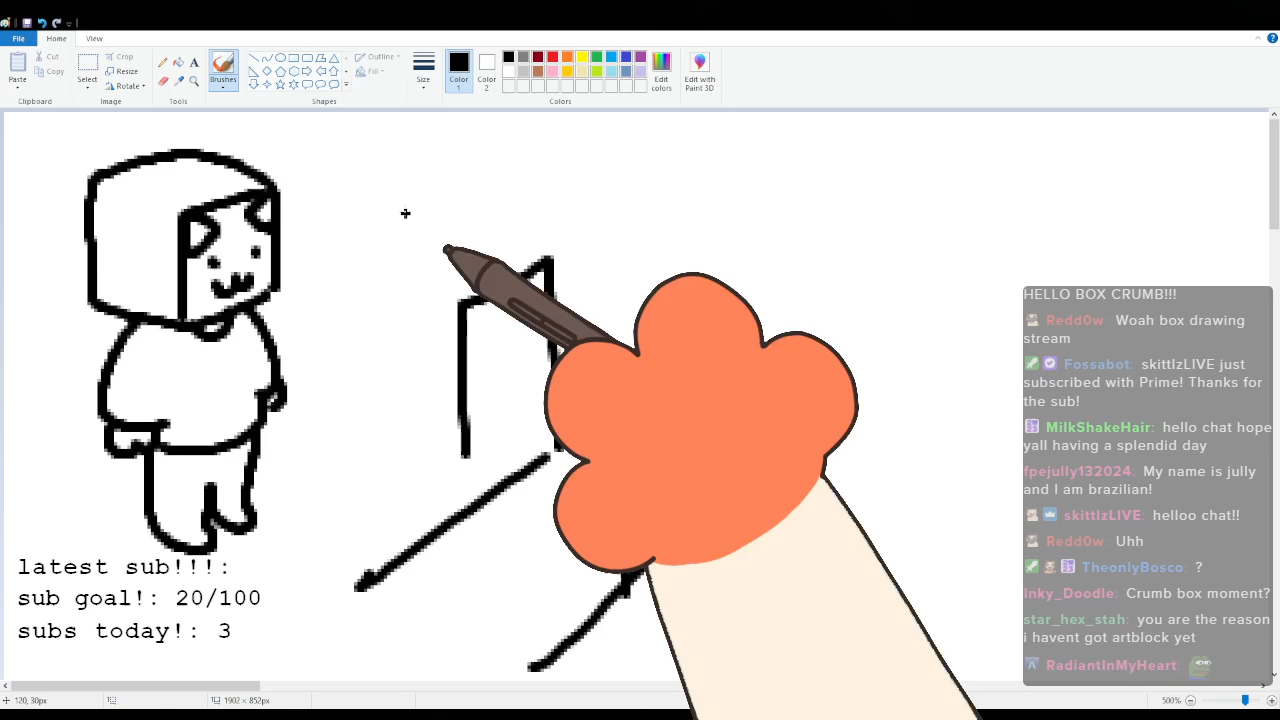 File
Home
View
Cut
Copy
Paste
Clipboard
Crop
Resize
Rotate
Select
Image
Tools
Brushes
Outline
Fill
Shapes
Size
Color
1
Color
2
Edit
colors
Colors
Edit with
Paint 3D
HELLO BOX CRUMB!!!
Redd0w Woah box drawing
stream
Fossabot: skittlzLIVE just
subscribed with Prime! Thanks for
the sub!
MilkShakeHair: hello chat hope
yall having a splendid day
fpejully132024: My name is jully
and I am brazilian!
skittlzLIVE: helloo chat!!
Redd0w Uhh
TheonlyBosco: ?
Inky_Doodle: Crumb box moment?
star_hex_stah: you are the reason
i havent got artblock yet
RadiantInMyHeart:
latest sub!!!:
sub goal!: 20/100
subs today!: 3
120, 30px
1902 × 852px
500%